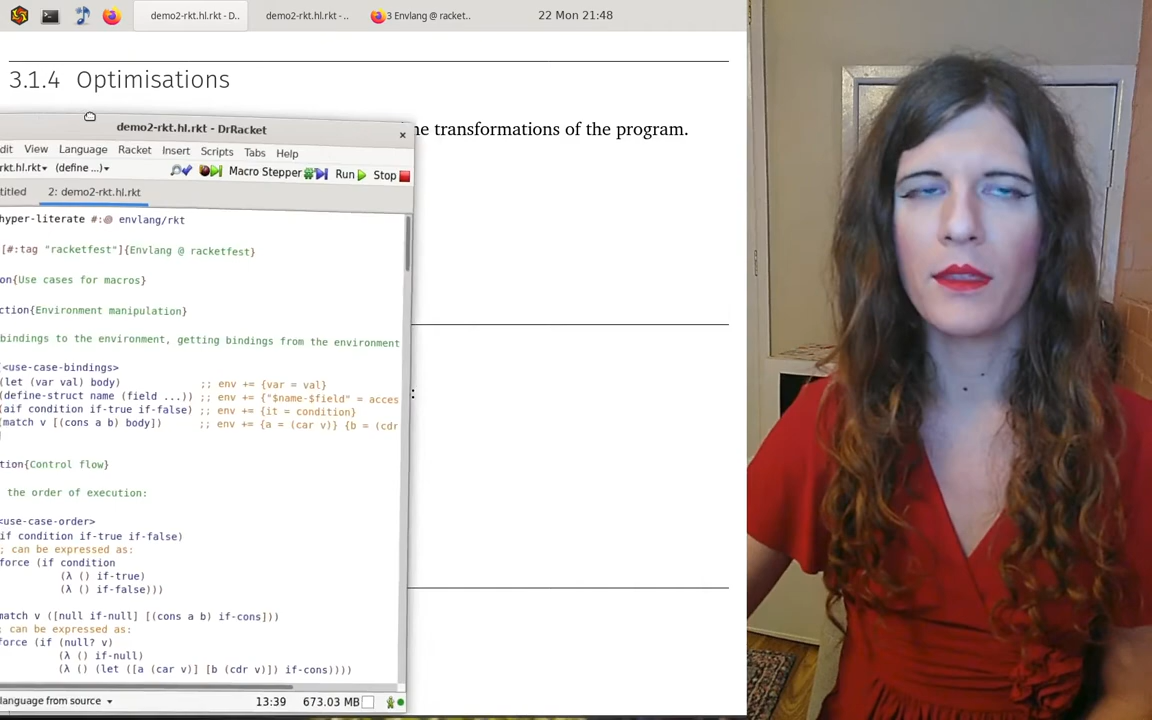 demo2-rkt.hl.rkt - D..
demo2-rkt.hl.rkt - ..
3 Envlang @ racket..
22 Mon 21:48
3.1.4 Optimisations
he transformations of the program.
demo2-rkt.hl.rkt - DrRacket
dit View Language Racket Insert Scripts Tabs Help
rkt.hl.rkt (define ...) Macro Stepper Run Stop
titled 2: demo2-rkt.hl.rkt
hyper-literate #:@ envlang/rkt
[#:tag "racketfest"]{Envlang @ racketfest}
on{Use cases for macros}
ction{Environment manipulation}
bindings to the environment, getting bindings from the environment
[<use-case-bindings>
(let (var val) body) ;; env += {var = val}
(define-struct name (field ...)) ;; env += {"$name-$field" = acces
(aif condition if-true if-false) ;; env += {it = condition}
(match v [(cons a b) body]) ;; env += {a = (car v)} {b = (cdr
]
tion{Control flow}
the order of execution:
<use-case-order>
if condition if-true if-false)
; can be expressed as:
force (if condition
(λ () if-true)
(λ () if-false)))
match v ([null if-null] [(cons a b) if-cons]))
; can be expressed as:
force (if (null? v)
(λ () if-null)
(λ () (let ([a (car v)] [b (cdr v)]) if-cons))))
:
language from source 13:39 673.03 MB